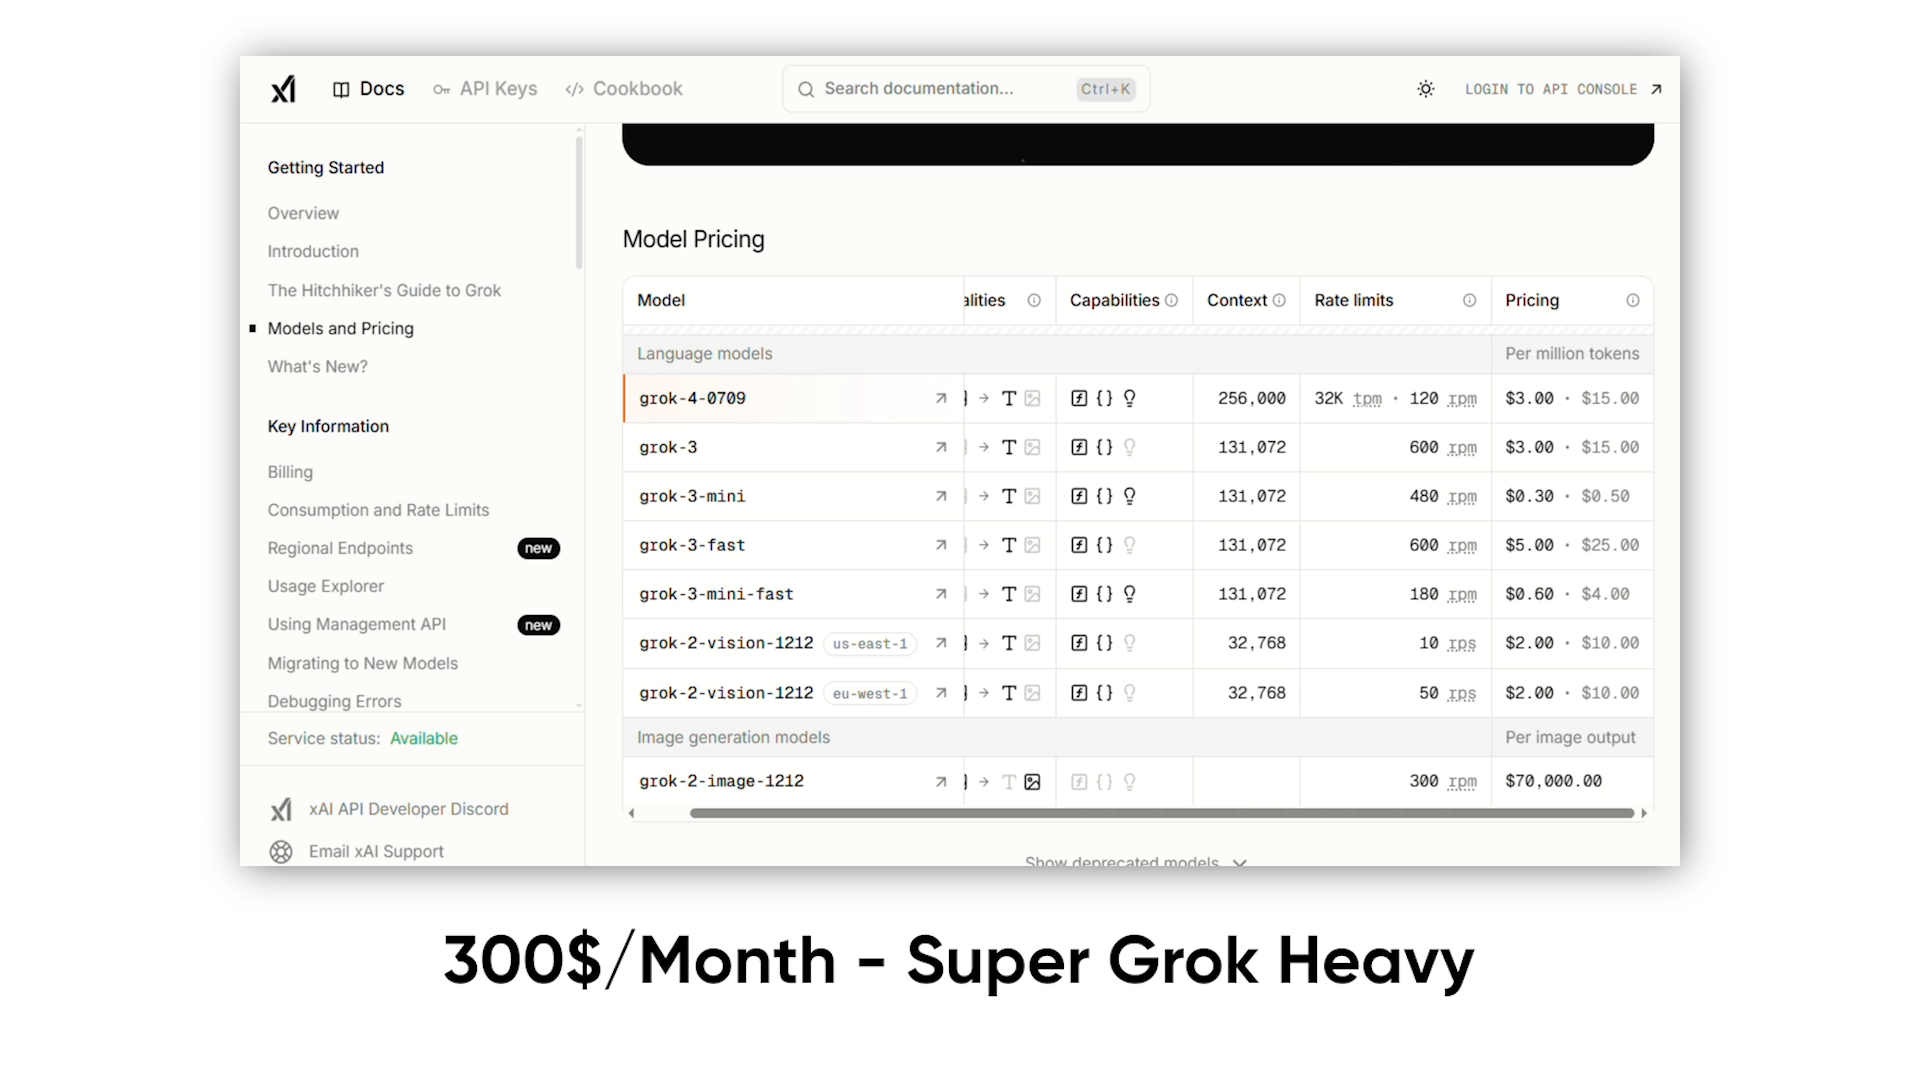 Docs API Keys Cookbook Search documentation... Ctrl+K LOGIN TO API CONSOLE
Getting Started
Overview
Introduction
The Hitchhiker's Guide to Grok
Models and Pricing
What's New?
Key Information
Billing
Consumption and Rate Limits
Regional Endpoints new
Usage Explorer
Using Management API new
Migrating to New Models
Debugging Errors
Service status: Available
xAI API Developer Discord
Email xAI Support
Model Pricing
Model alities Capabilities Context Rate limits Pricing
Language models Per million tokens
grok-4-0709 256,000 32K tpm · 120 rpm $3.00 · $15.00
grok-3 131,072 600 rpm $3.00 · $15.00
grok-3-mini 131,072 480 rpm $0.30 · $0.50
grok-3-fast 131,072 600 rpm $5.00 · $25.00
grok-3-mini-fast 131,072 180 rpm $0.60 · $4.00
grok-2-vision-1212 us-east-1 32,768 10 rps $2.00 · $10.00
grok-2-vision-1212 eu-west-1 32,768 50 rps $2.00 · $10.00
Image generation models Per image output
grok-2-image-1212 300 rpm $70,000.00
Show deprecated models
300$/Month - Super Grok Heavy